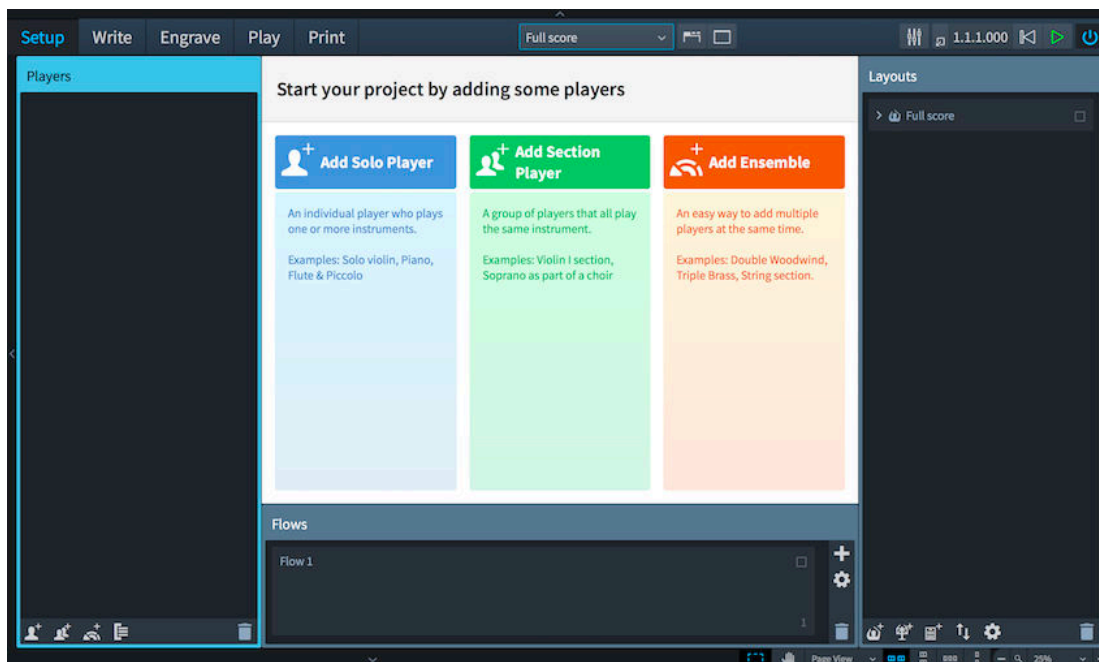 Setup Write Engrave Play Print Full score 1.1.1.000
Players
Start your project by adding some players
Layouts
Full score
Add Solo Player
Add Section
Player
Add Ensemble
An individual player who plays
one or more instruments.
Examples: Solo violin, Piano,
Flute & Piccolo
A group of players that all play
the same instrument.
Examples: Violin I section,
Soprano as part of a choir
An easy way to add multiple
players at the same time.
Examples: Double Woodwind,
Triple Brass, String section.
Flows
Flow 1
1
Page View 25%